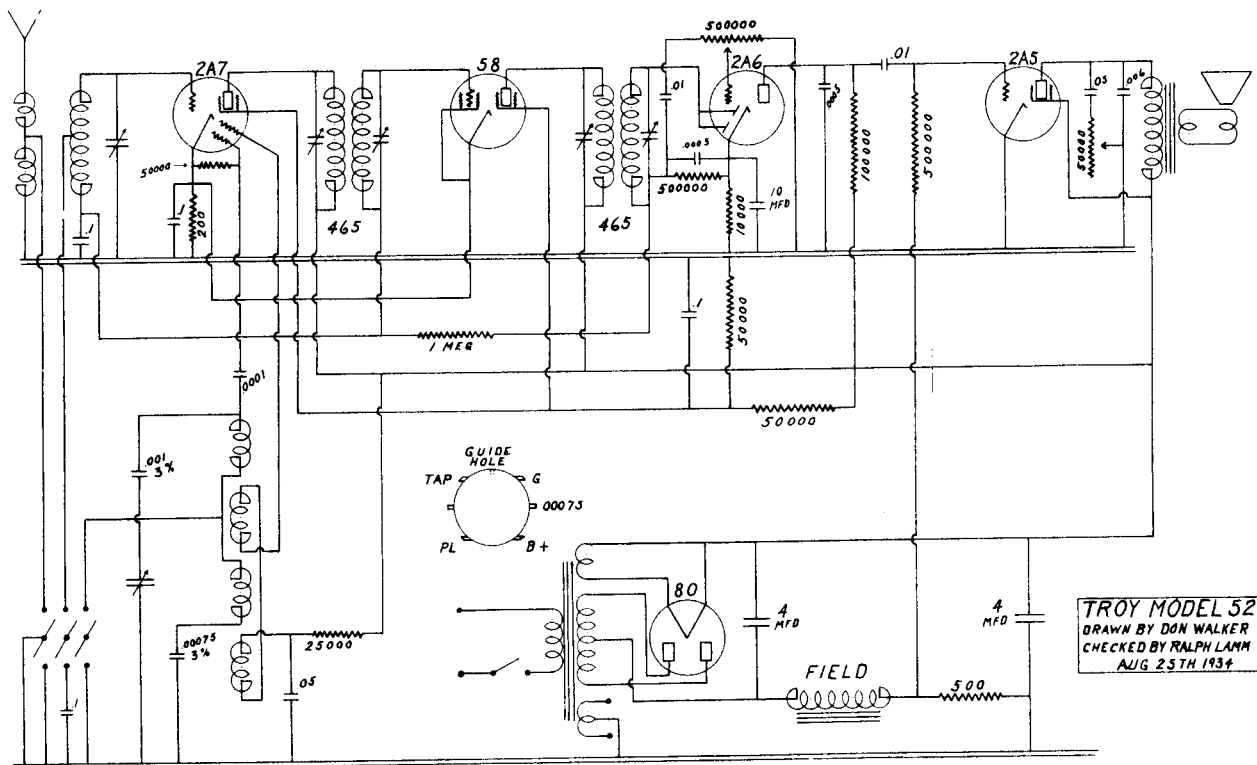 500000
2A7
58
2A6
.01
2A5
.01
.0005
.05
.006
50000
.0005
500000
100000
500000
50000
.1
.1
200
465
465
10
MFD
10000
.1
50000
1 MEG
.0001
50000
.001
3%
GUIDE
HOLE
TAP
G
.00075
PL
B+
80
4
MFD
4
MFD
.00075
3%
25000
.05
.1
FIELD
500
TROY MODEL 52
DRAWN BY DON WALKER
CHECKED BY RALPH LAMM
AUG 25TH 1934